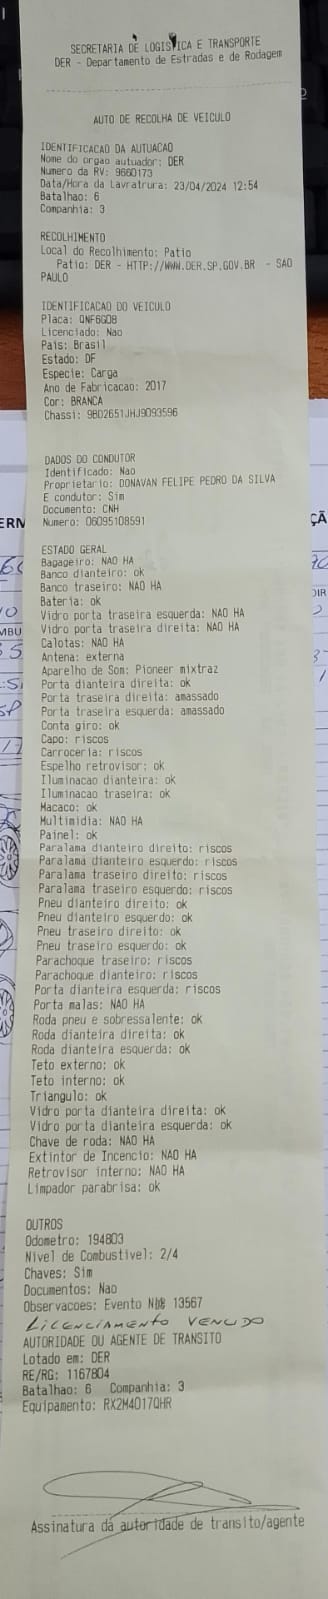 SECRETARIA DE LOGISTICA E TRANSPORTE
DER - Departamento de Estradas e de Rodagem
AUTO DE RECOLHA DE VEICULO
IDENTIFICACAO DA AUTUACAO
Nome do orgao autuador: DER
Numero da RV: 9660173
Data/Hora da Lavratrura: 23/04/2024 12:54
Batalhao: 6
Companhia: 3
RECOLHIMENTO
Local do Recolhimento: Patio
Patio: DER - HTTP://WWW.DER.SP.GOV.BR - SAO
PAULO
IDENTIFICACAO DO VEICULO
Placa: QNF6G08
Licenciado: Nao
Pais: Brasil
Estado: DF
Especie: Carga
Ano de Fabricacao: 2017
Cor: BRANCA
Chassi: 9BD2651JHJ9093596
DADOS DO CONDUTOR
Identificado: Nao
Proprietario: DONAVAN FELIPE PEDRO DA SILVA
E condutor: Sim
Documento: CNH
Numero: 06095108591
ESTADO GERAL
Bagageiro: NAO HA
Banco dianteiro: ok
Banco traseiro: NAO HA
Bateria: ok
Vidro porta traseira esquerda: NAO HA
Vidro porta traseira direita: NAO HA
Calotas: NAO HA
Antena: externa
Aparelho de Som: Pioneer mixtraz
Porta dianteira direita: ok
Porta traseira direita: amassado
Porta traseira esquerda: amassado
Conta giro: ok
Capo: riscos
Carroceria: riscos
Espelho retrovisor: ok
Iluminacao dianteira: ok
Iluminacao traseira: ok
Macaco: ok
Multimidia: NAO HA
Painel: ok
Paralama dianteiro direito: riscos
Paralama dianteiro esquerdo: riscos
Paralama traseiro direito: riscos
Paralama traseiro esquerdo: riscos
Pneu dianteiro direito: ok
Pneu dianteiro esquerdo: ok
Pneu traseiro direito: ok
Pneu traseiro esquerdo: ok
Parachoque traseiro: riscos
Parachoque dianteiro: riscos
Porta dianteira esquerda: riscos
Porta malas: NAO HA
Roda pneu e sobressalente: ok
Roda dianteira direita: ok
Roda dianteira esquerda: ok
Teto externo: ok
Teto interno: ok
Triangulo: ok
Vidro porta dianteira direita: ok
Vidro porta dianteira esquerda: ok
Chave de roda: NAO HA
Extintor de Incencio: NAO HA
Retrovisor interno: NAO HA
Limpador parabrisa: ok
OUTROS
Odometro: 194803
Nivel de Combustivel: 2/4
Chaves: Sim
Documentos: Nao
Observacoes: Evento 13567
LICENCIAMENTO VENCIDO
AUTORIDADE OU AGENTE DE TRANSITO
Lotado em: DER
RE/RG: 1167804
Batalhao: 6 Companhia: 3
Equipamento: RX2M4017QHR
Assinatura da autoridade de transito/agente